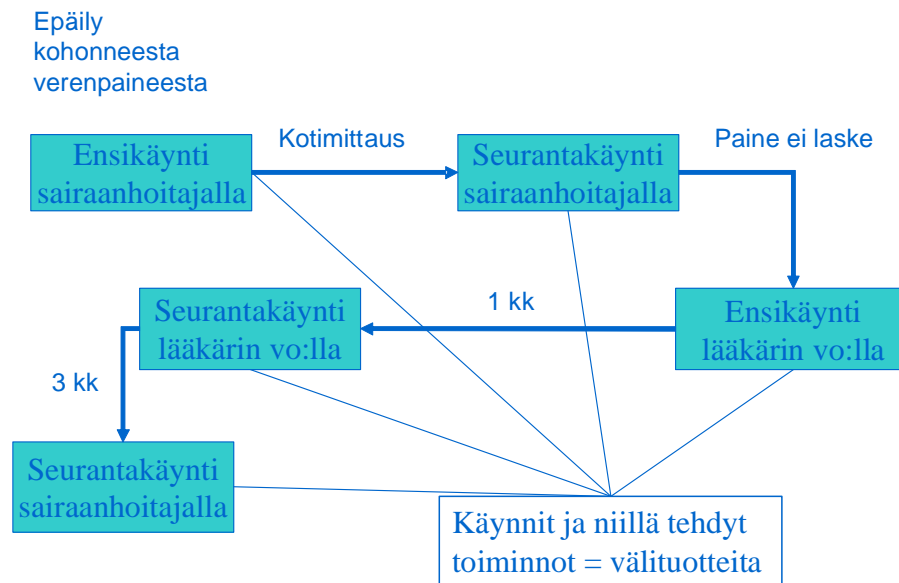 Epäily
kohonneesta
verenpaineesta
Ensikäynti
sairaanhoitajalla
Kotimittaus
Seurantakäynti
sairaanhoitajalla
Paine ei laske
Ensikäynti
lääkärin vo:lla
1 kk
Seurantakäynti
lääkärin vo:lla
3 kk
Seurantakäynti
sairaanhoitajalla
Käynnit ja niillä tehdyt
toiminnot = välituotteita